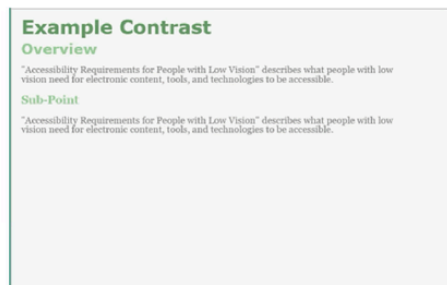 Example Contrast
Overview
"Accessibility Requirements for People with Low Vision" describes what people with low
vision need for electronic content, tools, and technologies to be accessible.
Sub-Point
"Accessibility Requirements for People with Low Vision" describes what people with low
vision need for electronic content, tools, and technologies to be accessible.